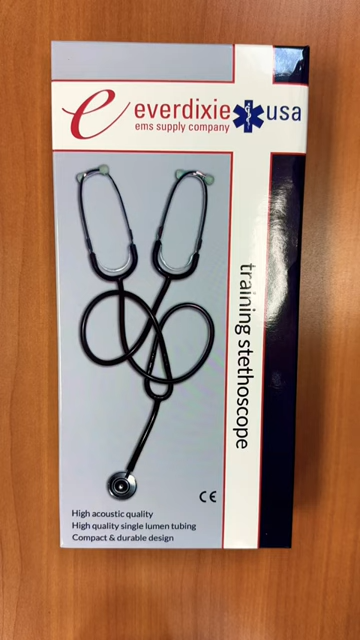 e everdixie usa
ems supply company
training stethoscope
CE
High acoustic quality
High quality single lumen tubing
Compact & durable design